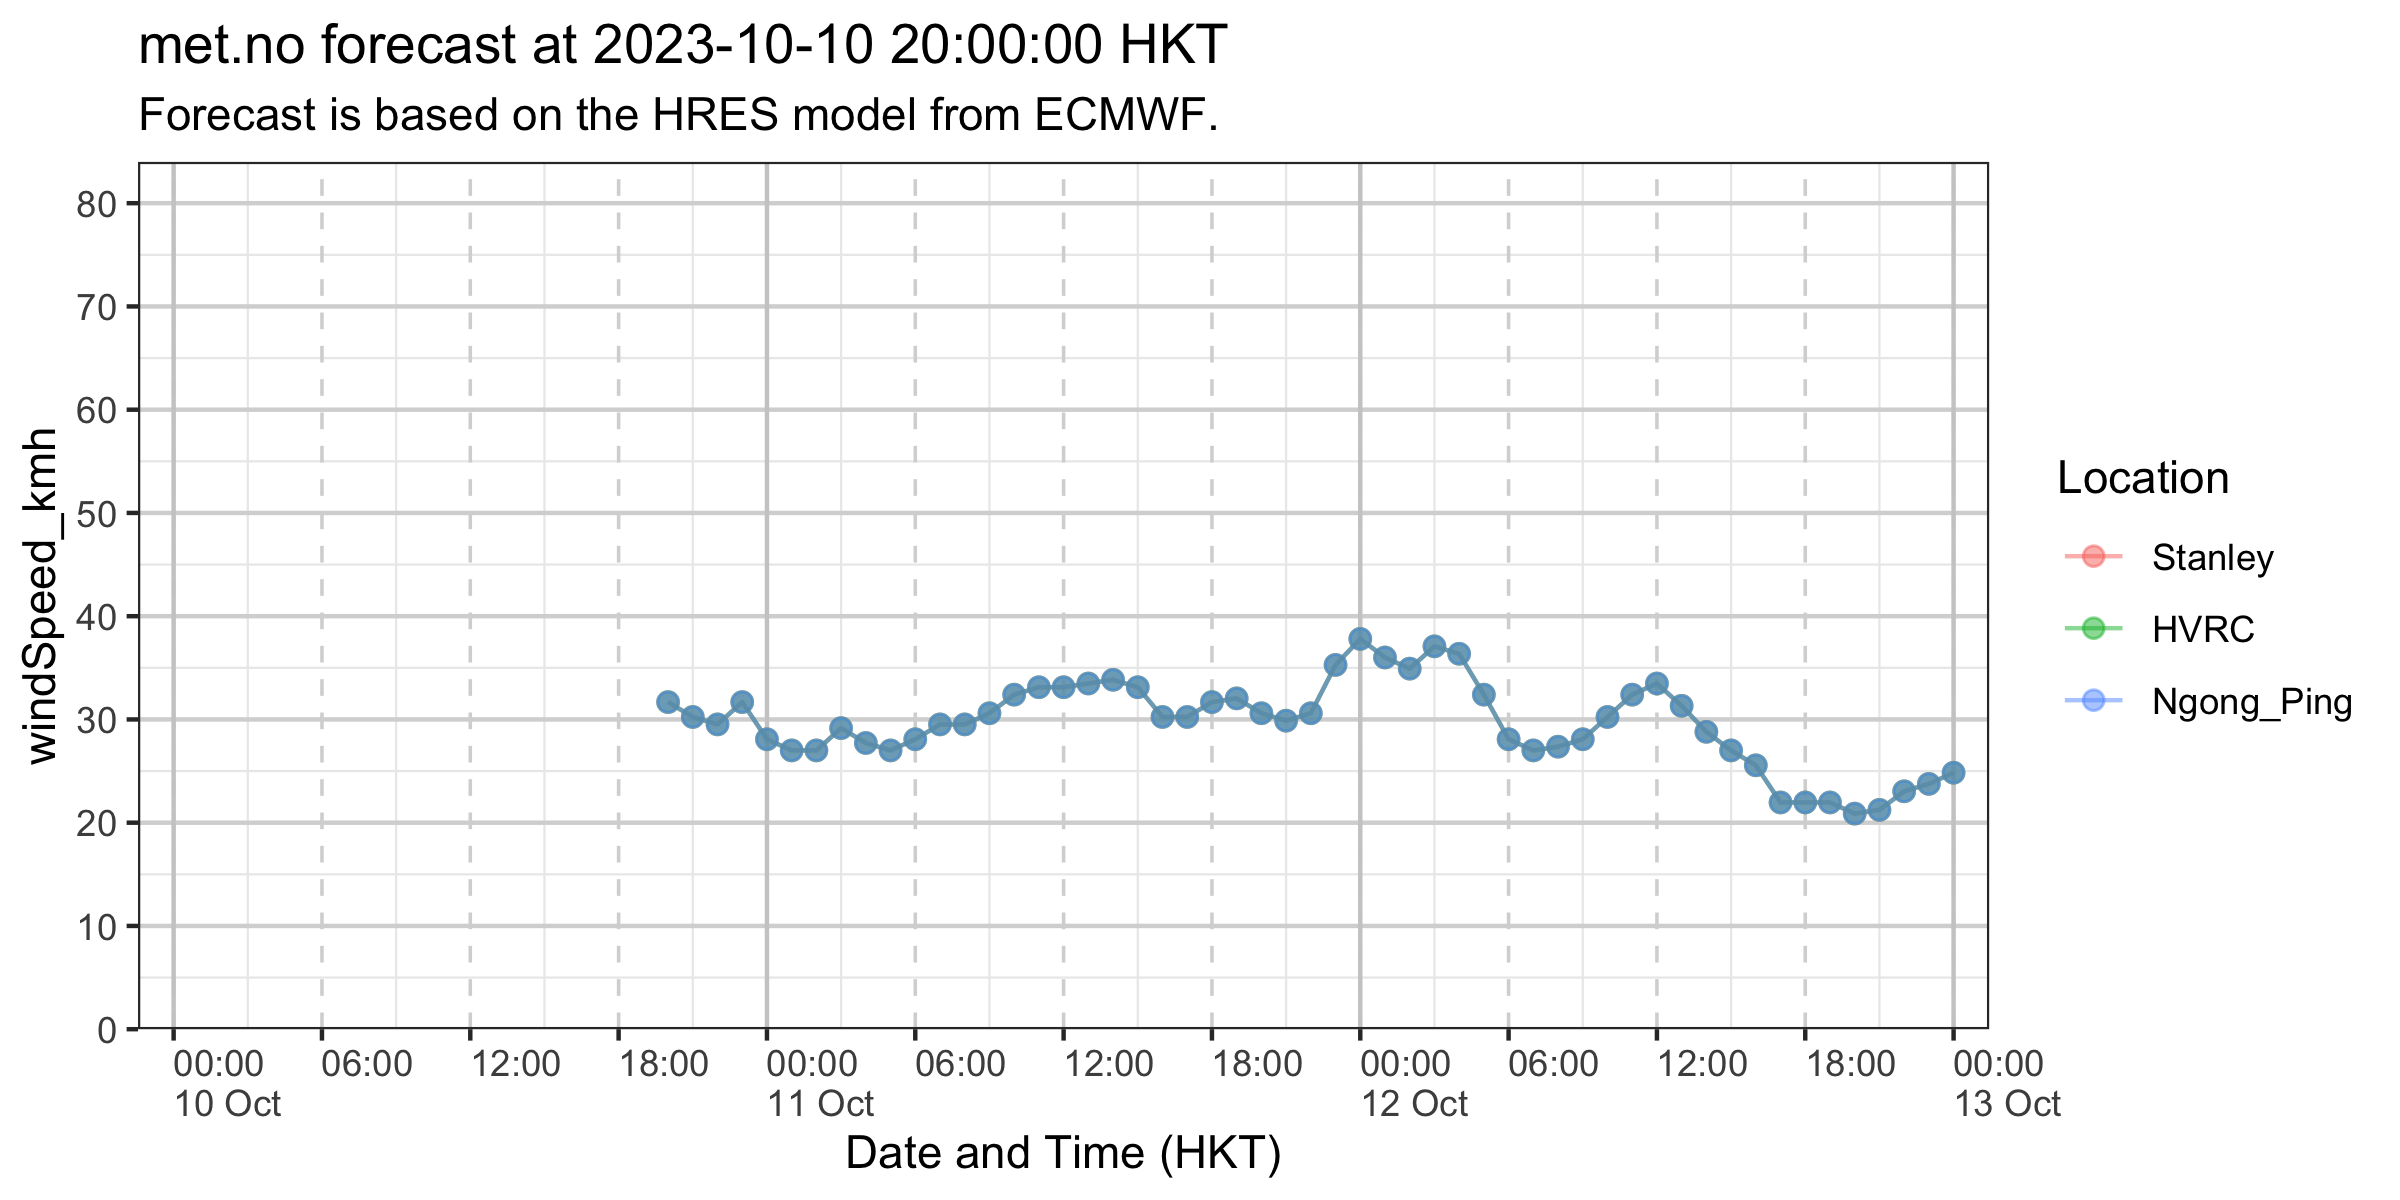 met.no forecast at 2023-10-10 20:00:00 HKT
Forecast is based on the HRES model from ECMWF.
windSpeed_kmh
80
70
60
50
40
30
20
10
0
00:00 06:00 12:00 18:00 00:00 06:00 12:00 18:00 00:00 06:00 12:00 18:00 00:00
10 Oct 11 Oct 12 Oct 13 Oct
Date and Time (HKT)
Location
Stanley
HVRC
Ngong_Ping